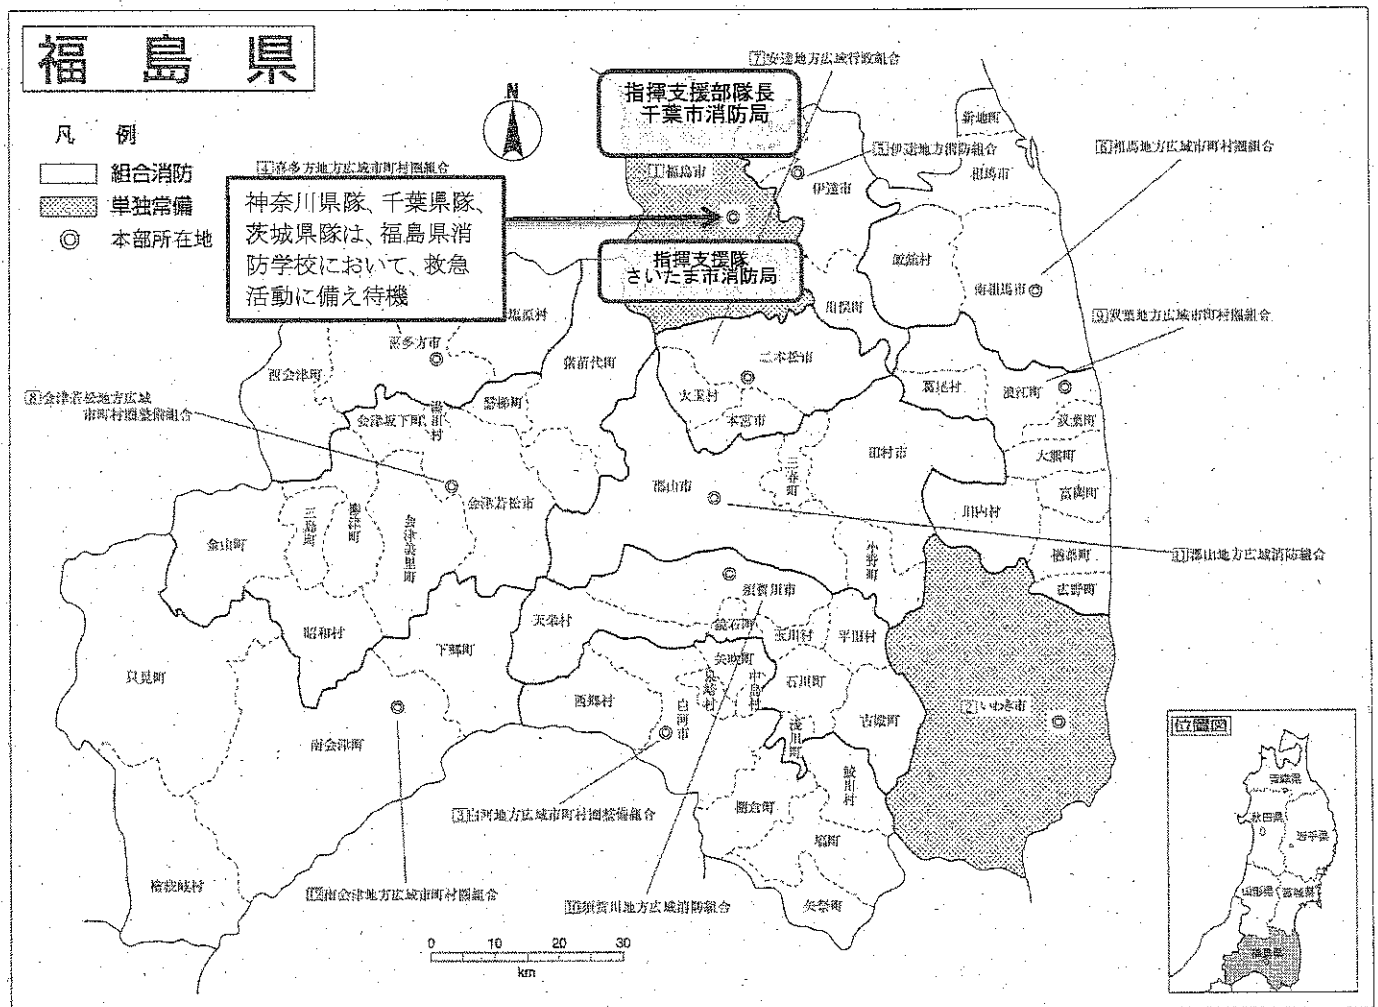 福島県
凡 例
組合消防
単独常備
本部所在地
N
指揮支援部隊長
千葉市消防局
神奈川県隊、千葉県隊、
茨城県隊は、福島県消
防学校において、救急
活動に備え待機
指揮支援隊
さいたま市消防局
7安達地方広域行政組合
5伊達地方消防組合
6相馬地方広域市町村圏組合
4喜多方地方広域市町村圏組合
9双葉地方広域市町村圏組合
8会津若松地方広域
市町村圏整備組合
11郡山地方広域消防組合
3白河地方広域市町村圏整備組合
12南会津地方広域市町村圏組合
10須賀川地方広域消防組合
1福島市
伊達市
新地町
相馬市
飯舘村
南相馬市
川俣町
塩原村
喜多方市
西会津町
猪苗代町
二本松市
大玉村
本宮市
葛尾村
浪江町
双葉町
大熊町
富岡町
川内村
楢葉町
広野町
会津坂下町
湯川村
磐梯町
会津若松市
郡山市
三春町
田村市
小野町
金山町
三島町
柳津町
会津美里町
昭和村
只見町
下郷町
南会津町
檜枝岐村
天栄村
須賀川市
鏡石町
玉川村
平田村
西郷村
白河市
泉崎村
中島村
矢吹町
石川町
浅川町
古殿町
棚倉町
鮫川村
塙町
矢祭町
2いわき市
0 10 20 30
km
位置図
青森県
秋田県
岩手県
山形県
宮城県
福島県